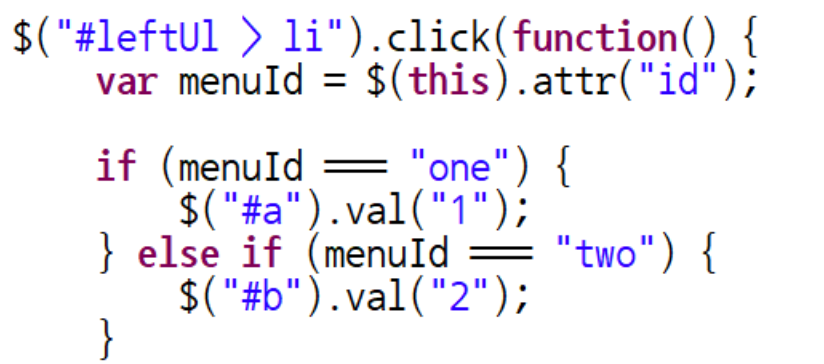 $("#leftUl > li").click(function() {
    var menuId = $(this).attr("id");

    if (menuId === "one") {
        $("#a").val("1");
    } else if (menuId === "two") {
        $("#b").val("2");
    }